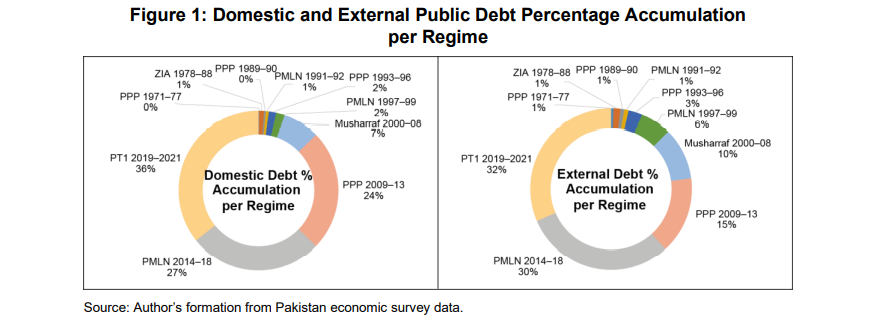 Figure 1: Domestic and External Public Debt Percentage Accumulation
per Regime
ZIA 1978–88
1%
PPP 1989–90
0%
PMLN 1991–92
1%
PPP 1993–96
2%
PMLN 1997–99
2%
Musharraf 2000–08
7%
PPP 2009–13
24%
PMLN 2014–18
27%
PT1 2019–2021
36%
PPP 1971–77
0%
Domestic Debt %
Accumulation
per Regime
ZIA 1978–88
1%
PPP 1989–90
1%
PMLN 1991–92
1%
PPP 1993–96
3%
PMLN 1997–99
6%
Musharraf 2000–08
10%
PPP 2009–13
15%
PMLN 2014–18
30%
PT1 2019–2021
32%
PPP 1971–77
1%
External Debt %
Accumulation
per Regime
Source: Author's formation from Pakistan economic survey data.